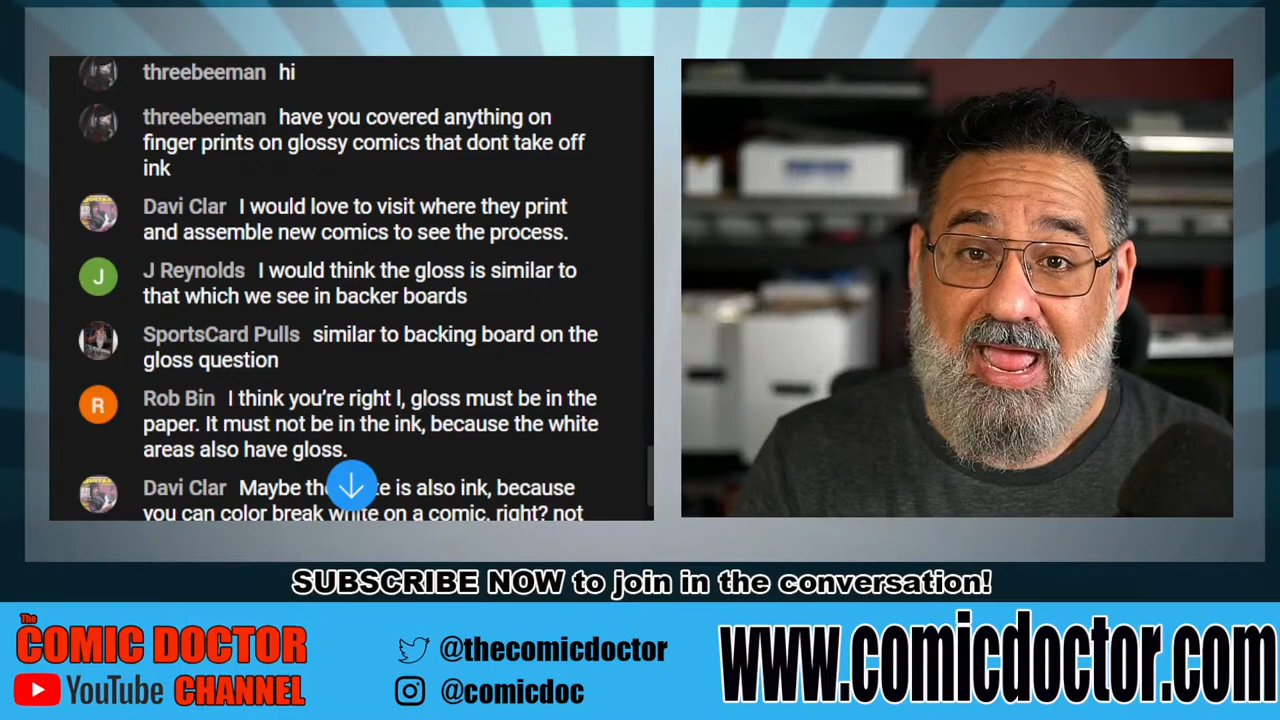 threebeeman hi
threebeeman have you covered anything on
finger prints on glossy comics that dont take off
ink
Davi Clar I would love to visit where they print
and assemble new comics to see the process.
J
J Reynolds I would think the gloss is similar to
that which we see in backer boards
SportsCard Pulls similar to backing board on the
gloss question
R
Rob Bin I think you're right I, gloss must be in the
paper. It must not be in the ink, because the white
areas also have gloss.
Davi Clar Maybe is also ink, because
you can color break white on a comic, right? not
SUBSCRIBE NOW to join in the conversation!
The
COMIC DOCTOR
YouTube CHANNEL
@thecomicdoctor
@comicdoc
www.comicdoctor.com